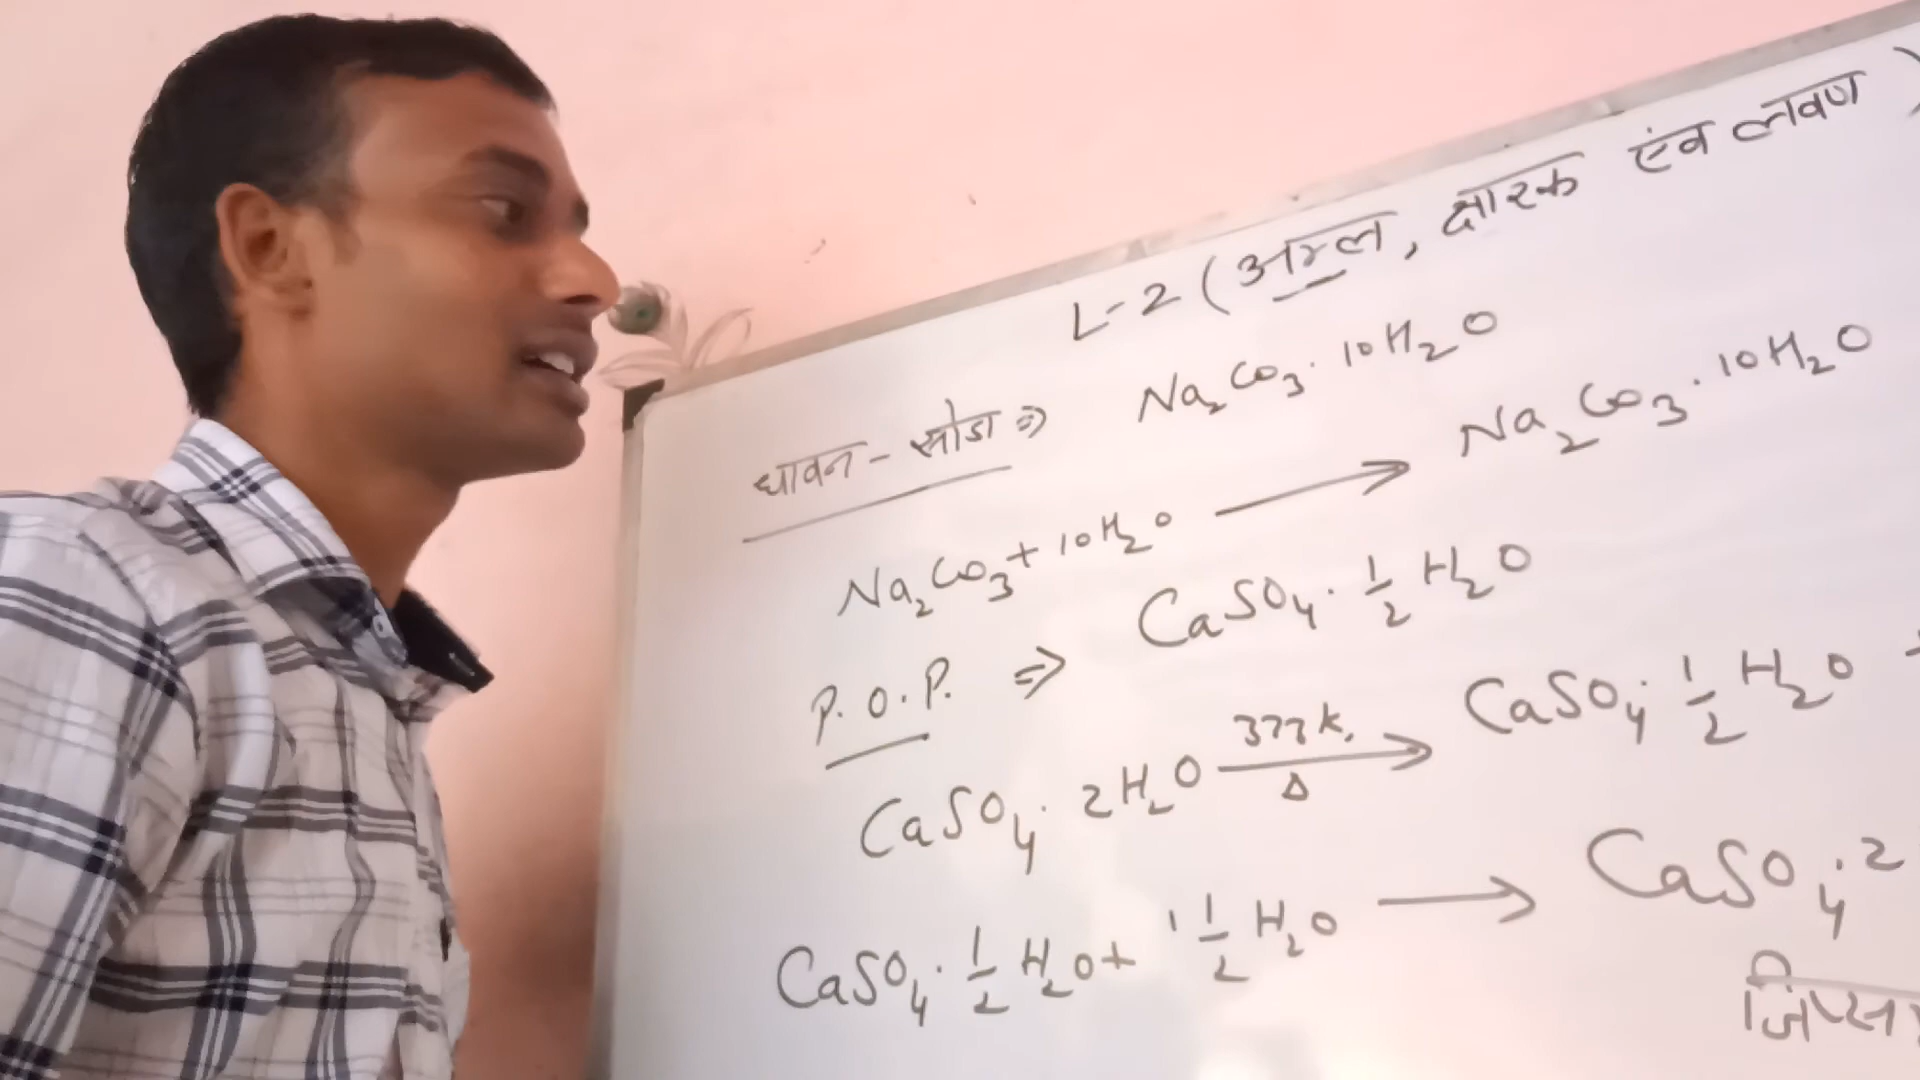 L-2 (अम्ल, क्षारक एंव लवण)
धावन-सोडा ⇒ Na₂CO₃·10H₂O
Na₂CO₃+10H₂O ⟶ Na₂CO₃·10H₂O
P.O.P. ⇒ CaSO₄·½H₂O
CaSO₄·2H₂O ⟶ 373k, Δ CaSO₄·½H₂O +
CaSO₄·½H₂O+ 1½H₂O ⟶ CaSO₄·2